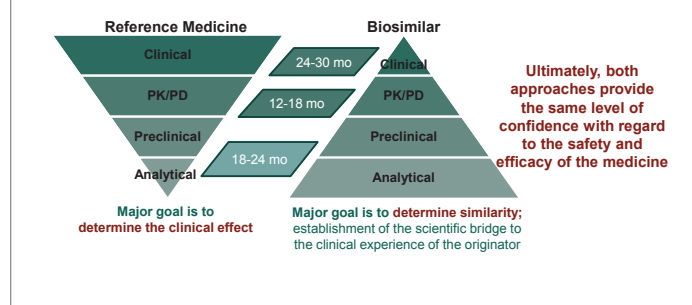 Reference Medicine
Clinical
PK/PD
Preclinical
Analytical
Major goal is to
determine the clinical effect
24-30 mo
12-18 mo
18-24 mo
Biosimilar
Clinical
PK/PD
Preclinical
Analytical
Major goal is to determine similarity;
establishment of the scientific bridge to
the clinical experience of the originator
Ultimately, both
approaches provide
the same level of
confidence with regard
to the safety and
efficacy of the medicine